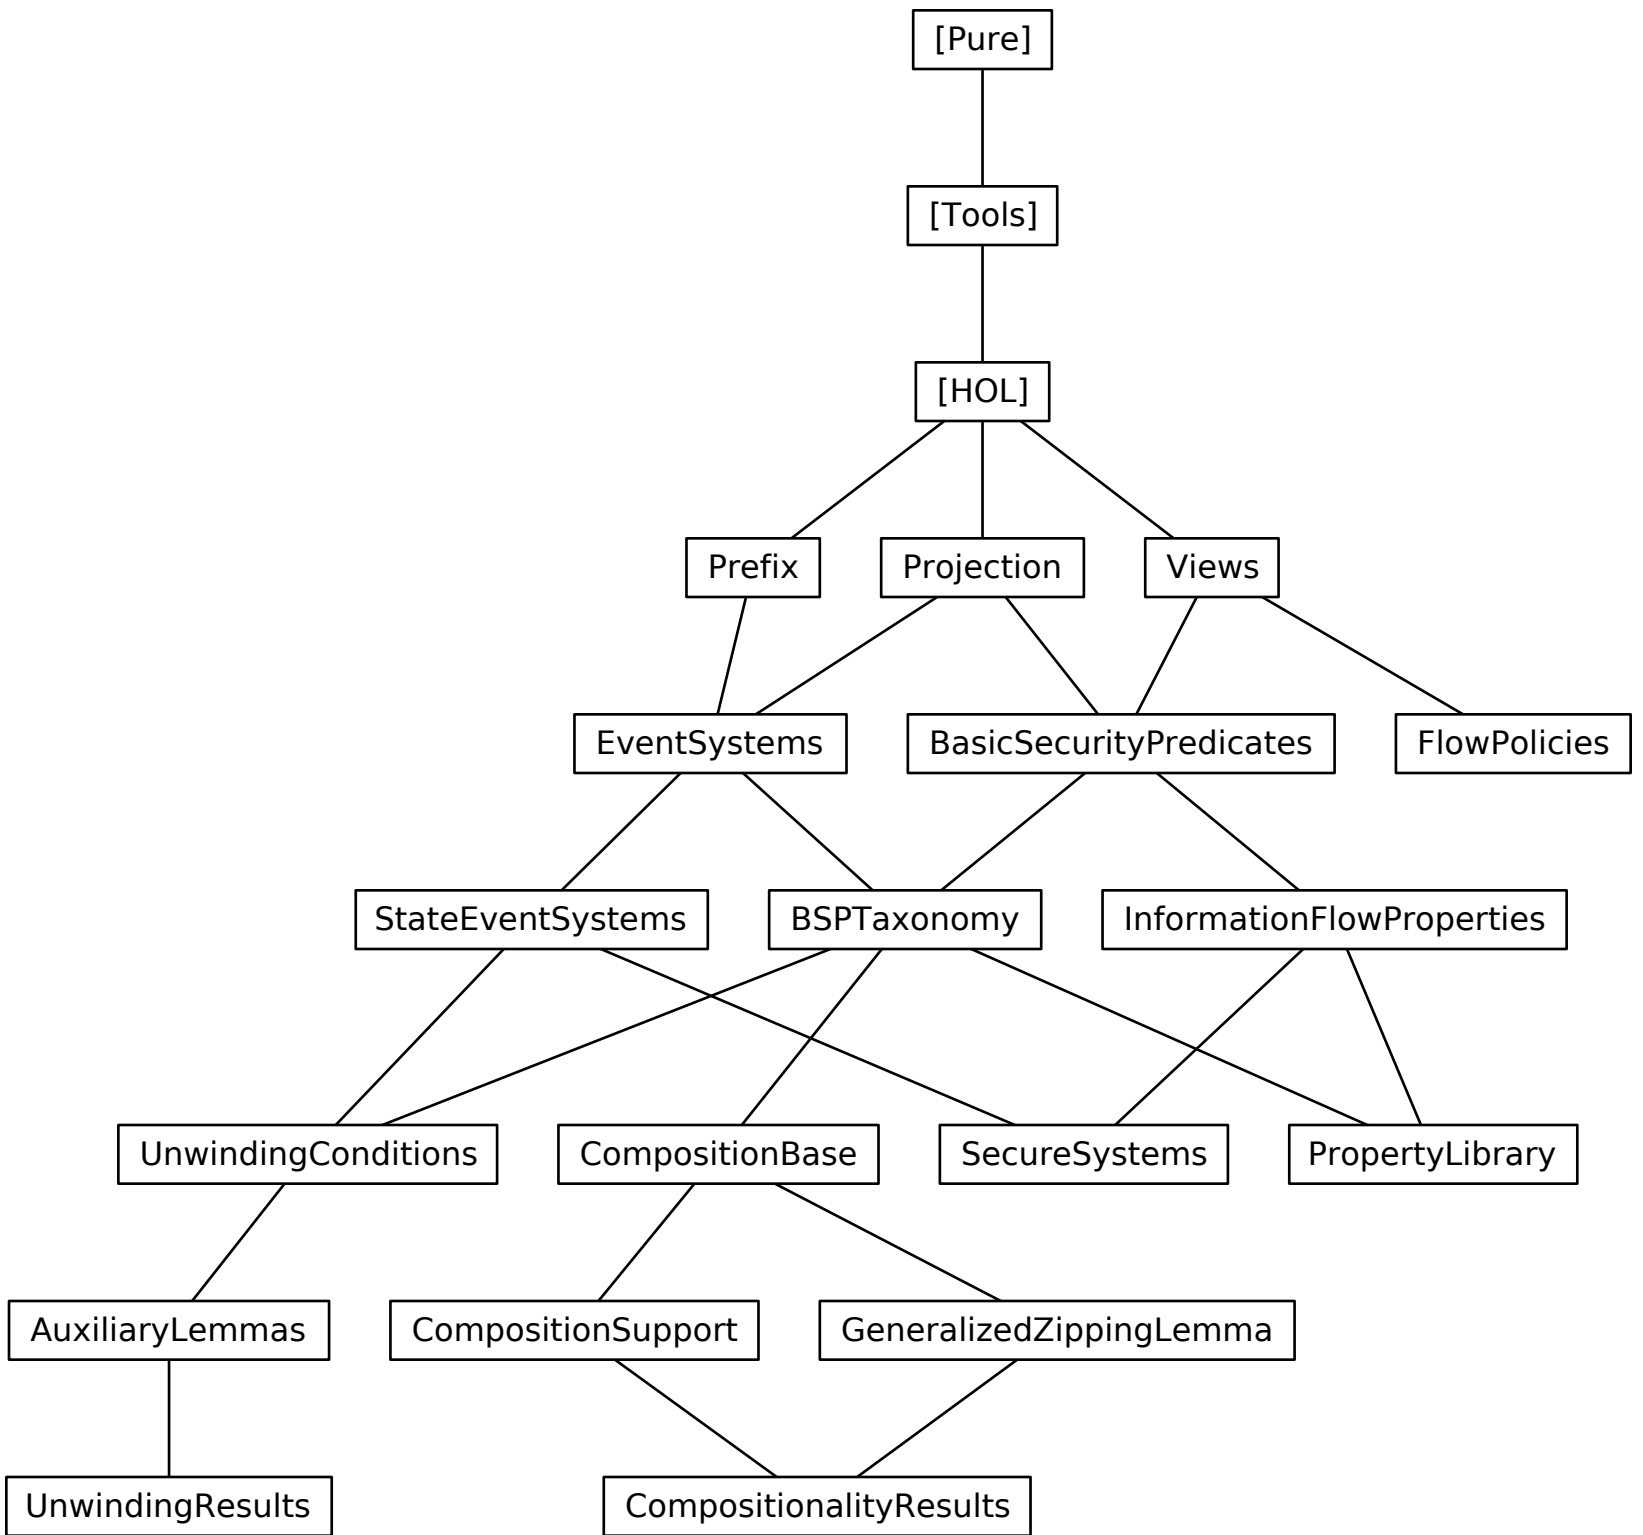 [Pure]
[Tools]
[HOL]
Prefix
Projection
Views
EventSystems
BasicSecurityPredicates
FlowPolicies
StateEventSystems
BSPTaxonomy
InformationFlowProperties
UnwindingConditions
CompositionBase
SecureSystems
PropertyLibrary
AuxiliaryLemmas
CompositionSupport
GeneralizedZippingLemma
UnwindingResults
CompositionalityResults